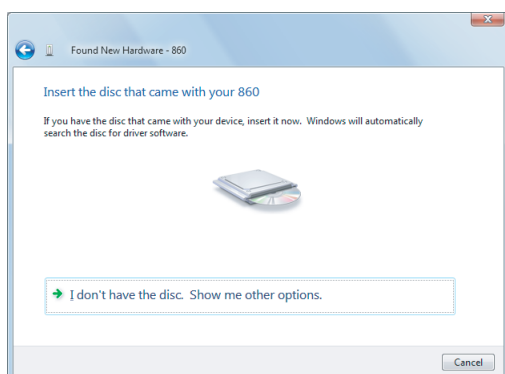 Found New Hardware - 860
Insert the disc that came with your 860
If you have the disc that came with your device, insert it now.  Windows will automatically
search the disc for driver software.
I don't have the disc.  Show me other options.
Cancel